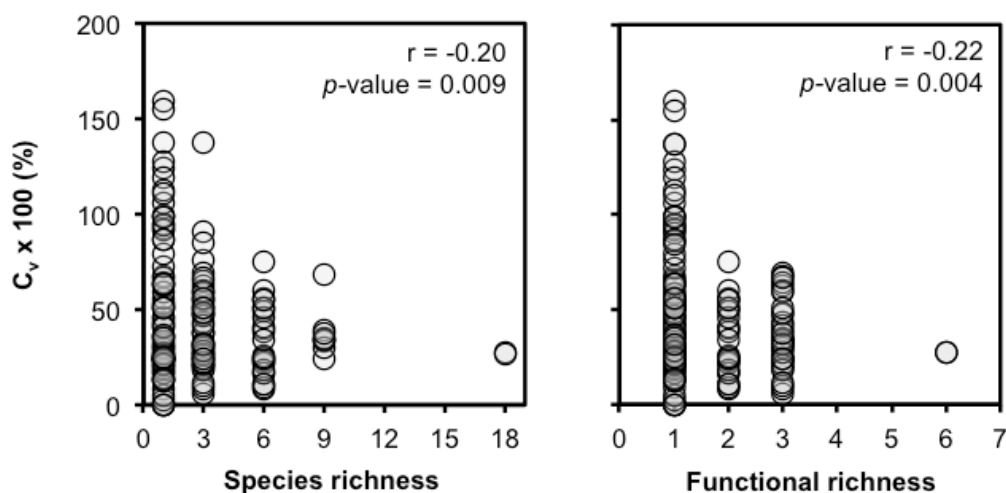 200
150
100
50
0
C_v x 100 (%)
r = -0.20
p-value = 0.009
0 3 6 9 12 15 18
Species richness
r = -0.22
p-value = 0.004
0 1 2 3 4 5 6 7
Functional richness